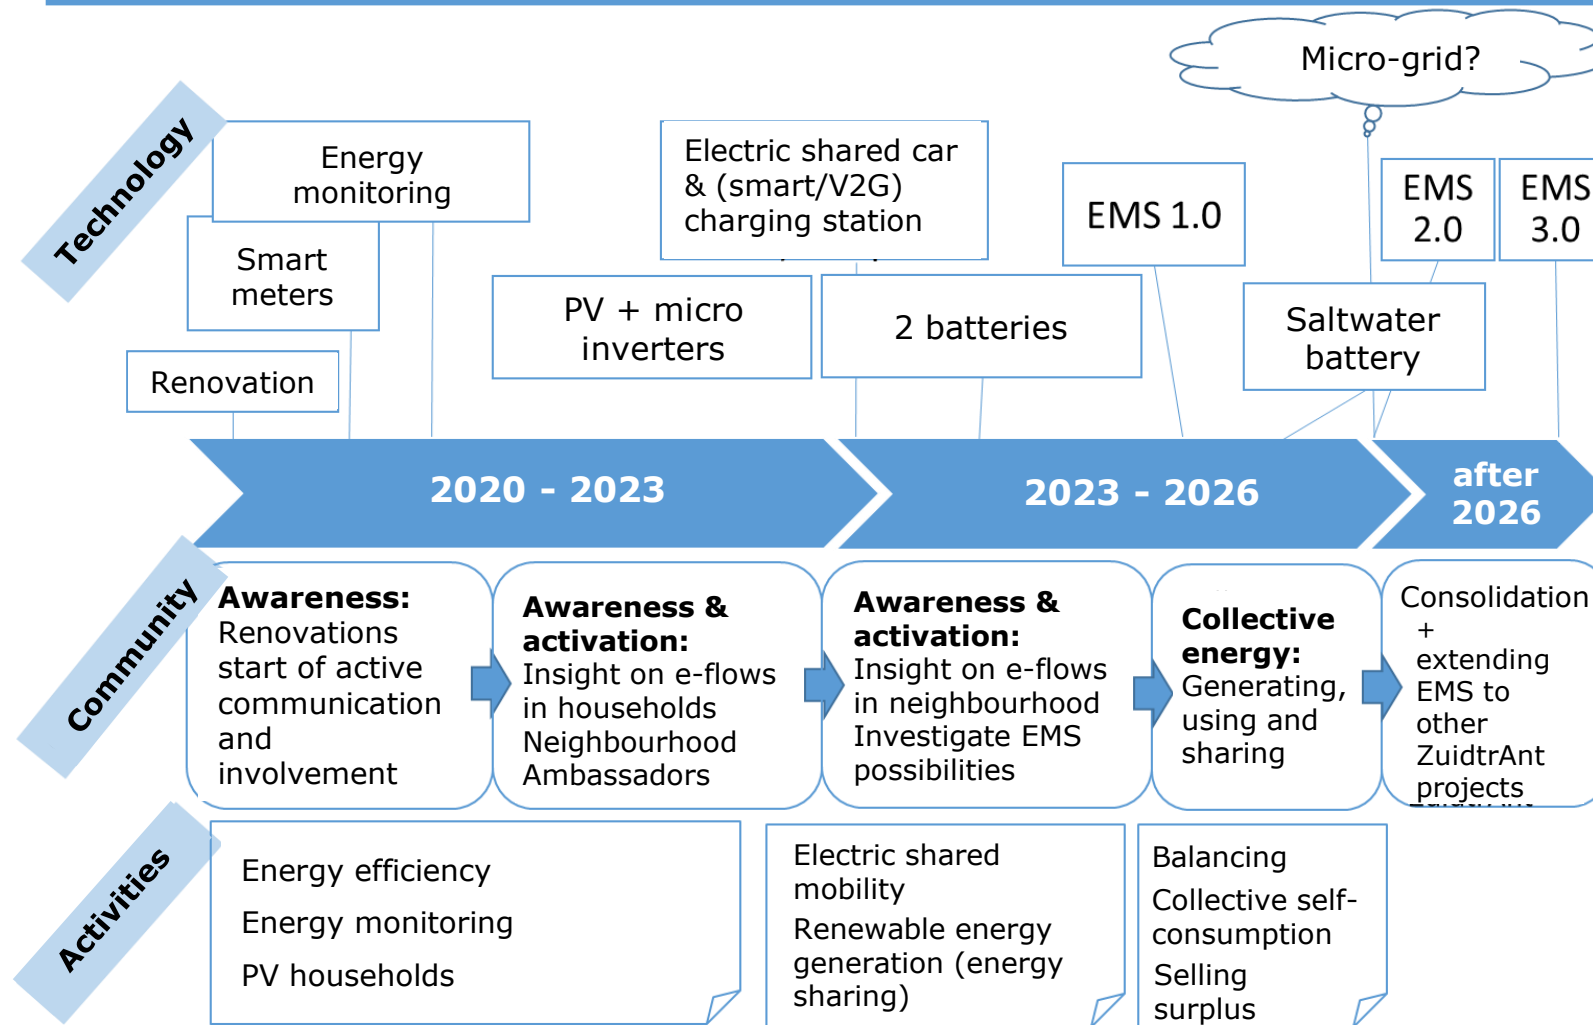 Micro-grid?
Technology
Energy
monitoring
Electric shared car
& (smart/V2G)
charging station
EMS 1.0
EMS
2.0
EMS
3.0
Smart
meters
PV + micro
inverters
2 batteries
Saltwater
battery
Renovation
2020 - 2023
2023 - 2026
after
2026
Community
Awareness:
Renovations
start of active
communication
and
involvement
Awareness &
activation:
Insight on e-flows
in households
Neighbourhood
Ambassadors
Awareness &
activation:
Insight on e-flows
in neighbourhood
Investigate EMS
possibilities
Collective
energy:
Generating,
using and
sharing
Consolidation
+
extending
EMS to
other
ZuidtrAnt
projects
Activities
Energy efficiency
Energy monitoring
PV households
Electric shared
mobility
Renewable energy
generation (energy
sharing)
Balancing
Collective self-
consumption
Selling
surplus